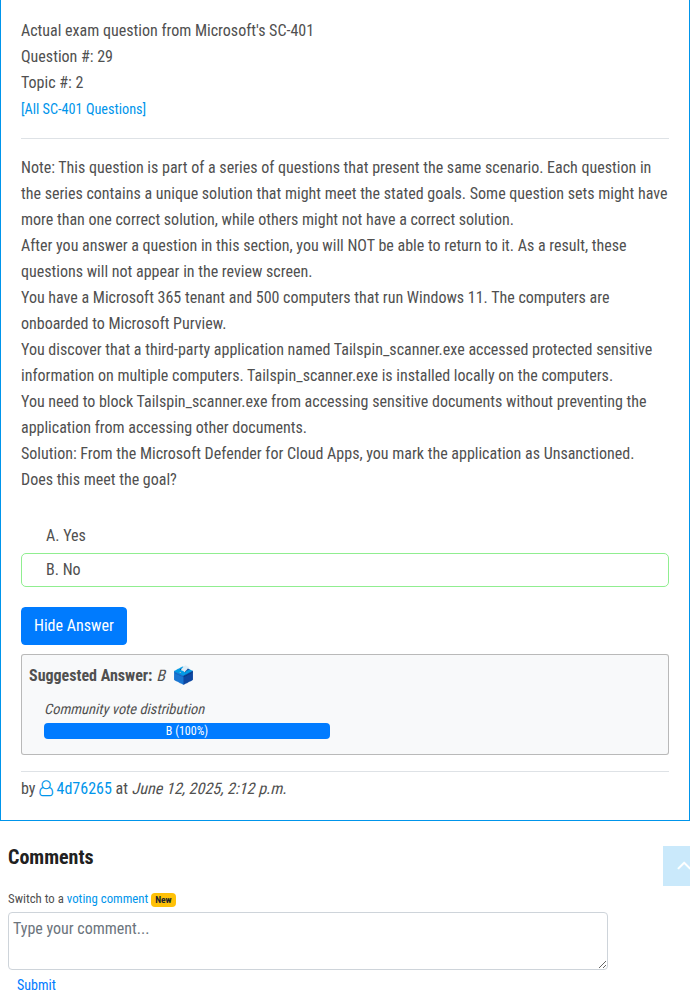 Actual exam question from Microsoft's SC-401
Question #: 29
Topic #: 2
[All SC-401 Questions]
Note: This question is part of a series of questions that present the same scenario. Each question in
the series contains a unique solution that might meet the stated goals. Some question sets might have
more than one correct solution, while others might not have a correct solution.
After you answer a question in this section, you will NOT be able to return to it. As a result, these
questions will not appear in the review screen.
You have a Microsoft 365 tenant and 500 computers that run Windows 11. The computers are
onboarded to Microsoft Purview.
You discover that a third-party application named Tailspin_scanner.exe accessed protected sensitive
information on multiple computers. Tailspin_scanner.exe is installed locally on the computers.
You need to block Tailspin_scanner.exe from accessing sensitive documents without preventing the
application from accessing other documents.
Solution: From the Microsoft Defender for Cloud Apps, you mark the application as Unsanctioned.
Does this meet the goal?
A. Yes
B. No
Hide Answer
Suggested Answer: B
Community vote distribution
B (100%)
by 4d76265 at June 12, 2025, 2:12 p.m.
Comments
Switch to a voting comment New
Type your comment...
Submit